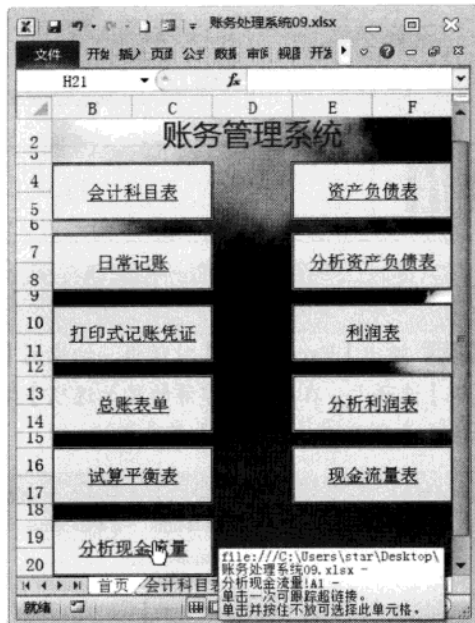 账务处理系统09.xlsx
文件 开始 插入 页面 公式 数据 审阅 视图 开发
H21 fx
B C D E F
2 账务管理系统
3
4
会计科目表 资产负债表
5
6
7
日常记账 分析资产负债表
8
9
10
打印式记账凭证 利润表
11
12
13
总账表单 分析利润表
14
15
16
试算平衡表 现金流量表
17
18
19
分析现金流量
20
file:///C:\Users\star\Desktop\
账务处理系统09.xlsx -
分析现金流量!A1 -
单击一次可跟踪超链接。
单击并按住不放可选择此单元格。
首页 会计科目表
就绪